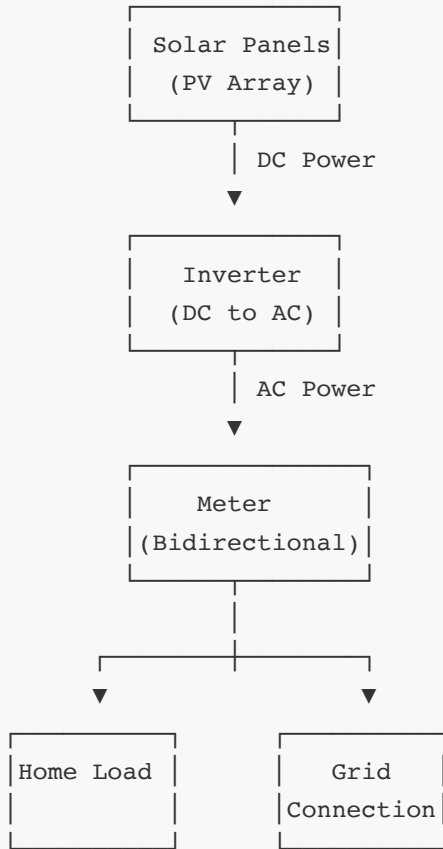 Solar Panels
(PV Array)
DC Power
Inverter
(DC to AC)
AC Power
Meter
(Bidirectional)
Home Load
Grid
Connection